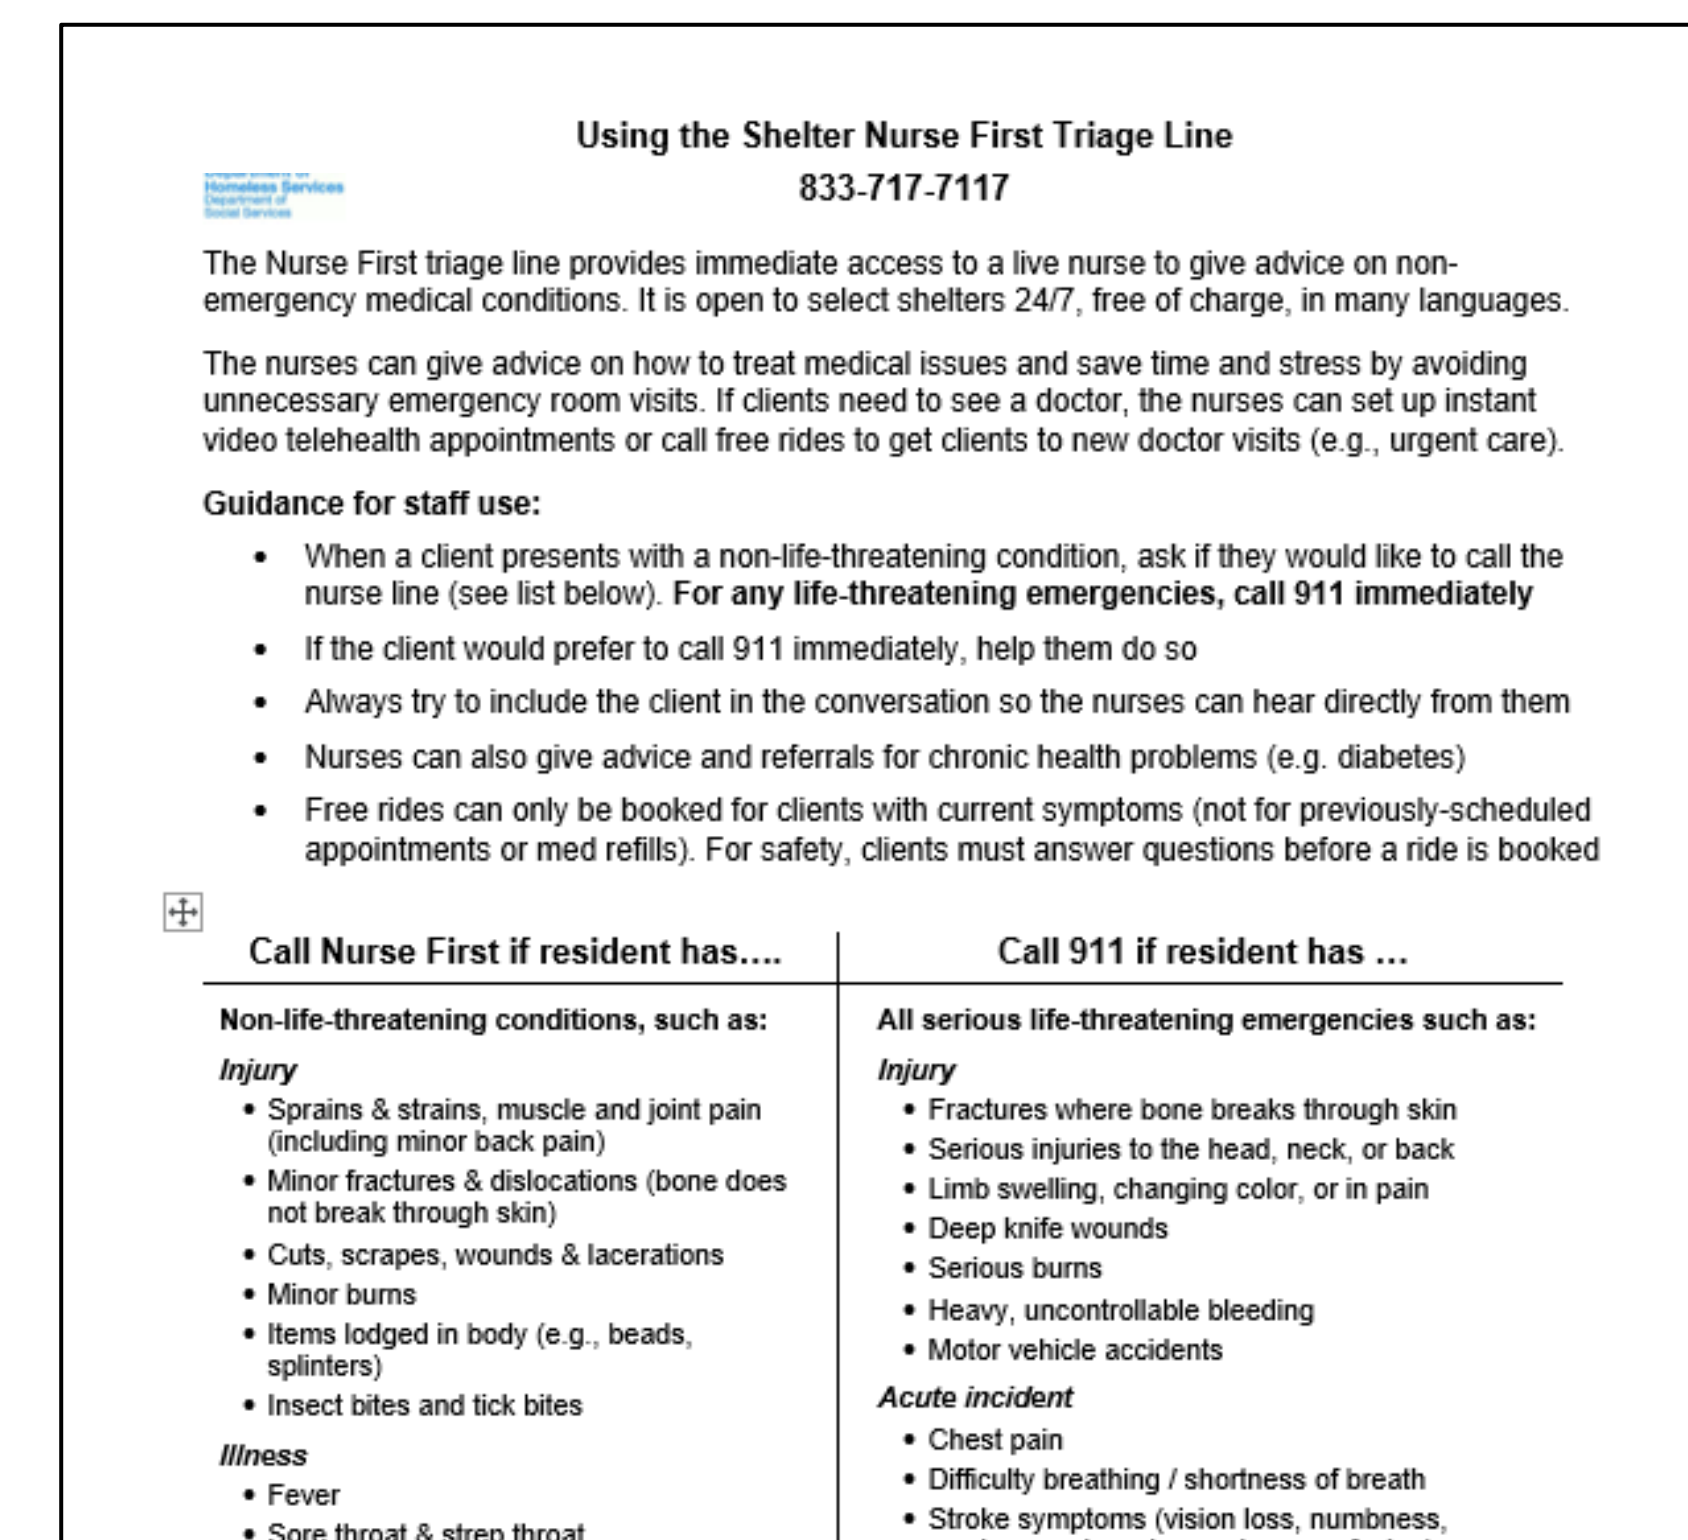 Using the Shelter Nurse First Triage Line
833-717-7117
Homeless Services
Department of
Social Services
The Nurse First triage line provides immediate access to a live nurse to give advice on non-
emergency medical conditions. It is open to select shelters 24/7, free of charge, in many languages.
The nurses can give advice on how to treat medical issues and save time and stress by avoiding
unnecessary emergency room visits. If clients need to see a doctor, the nurses can set up instant
video telehealth appointments or call free rides to get clients to new doctor visits (e.g., urgent care).
Guidance for staff use:
• When a client presents with a non-life-threatening condition, ask if they would like to call the
nurse line (see list below). For any life-threatening emergencies, call 911 immediately
• If the client would prefer to call 911 immediately, help them do so
• Always try to include the client in the conversation so the nurses can hear directly from them
• Nurses can also give advice and referrals for chronic health problems (e.g. diabetes)
• Free rides can only be booked for clients with current symptoms (not for previously-scheduled
appointments or med refills). For safety, clients must answer questions before a ride is booked
Call Nurse First if resident has....
Non-life-threatening conditions, such as:
Injury
• Sprains & strains, muscle and joint pain
(including minor back pain)
• Minor fractures & dislocations (bone does
not break through skin)
• Cuts, scrapes, wounds & lacerations
• Minor burns
• Items lodged in body (e.g., beads,
splinters)
• Insect bites and tick bites
Illness
• Fever
• Sore throat & strep throat
Call 911 if resident has ...
All serious life-threatening emergencies such as:
Injury
• Fractures where bone breaks through skin
• Serious injuries to the head, neck, or back
• Limb swelling, changing color, or in pain
• Deep knife wounds
• Serious burns
• Heavy, uncontrollable bleeding
• Motor vehicle accidents
Acute incident
• Chest pain
• Difficulty breathing / shortness of breath
• Stroke symptoms (vision loss, numbness,